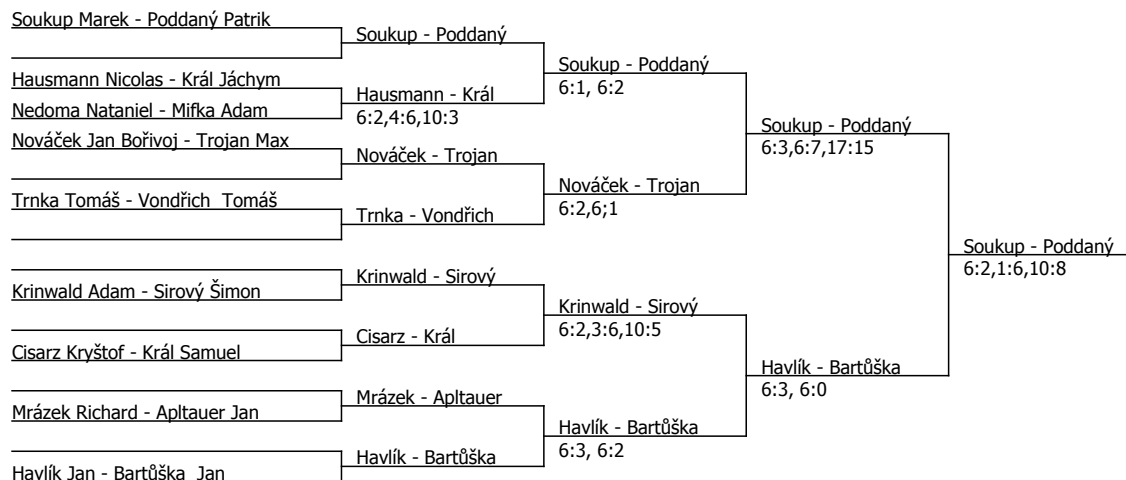 Soukup Marek - Poddaný Patrik
Soukup - Poddaný
Soukup - Poddaný
6:1, 6:2
Hausmann Nicolas - Král Jáchym
Hausmann - Král
6:2,4:6,10:3
Nedoma Nataniel - Mifka Adam
Soukup - Poddaný
6:3,6:7,17:15
Nováček Jan Bořivoj - Trojan Max
Nováček - Trojan
Nováček - Trojan
6:2,6;1
Trnka Tomáš - Vondřich  Tomáš
Trnka - Vondřich
Soukup - Poddaný
6:2,1:6,10:8
Krinwald - Sirový
Krinwald Adam - Sirový Šimon
Krinwald - Sirový
6:2,3:6,10:5
Cisarz - Král
Cisarz Kryštof - Král Samuel
Havlík - Bartůška
6:3, 6:0
Mrázek - Apltauer
Mrázek Richard - Apltauer Jan
Havlík - Bartůška
6:3, 6:2
Havlík - Bartůška
Havlík Jan - Bartůška  Jan